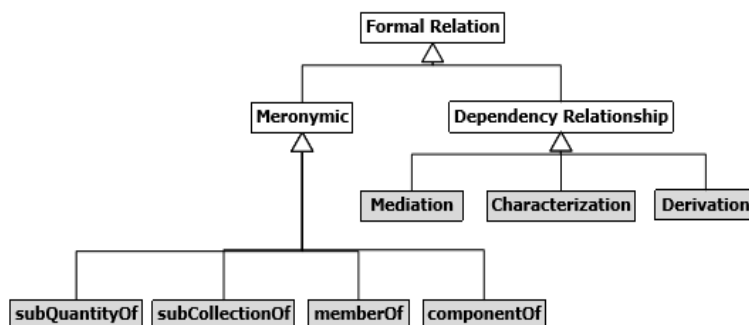 Formal Relation
Meronymic
Dependency Relationship
Mediation
Characterization
Derivation
subQuantityOf
subCollectionOf
memberOf
componentOf